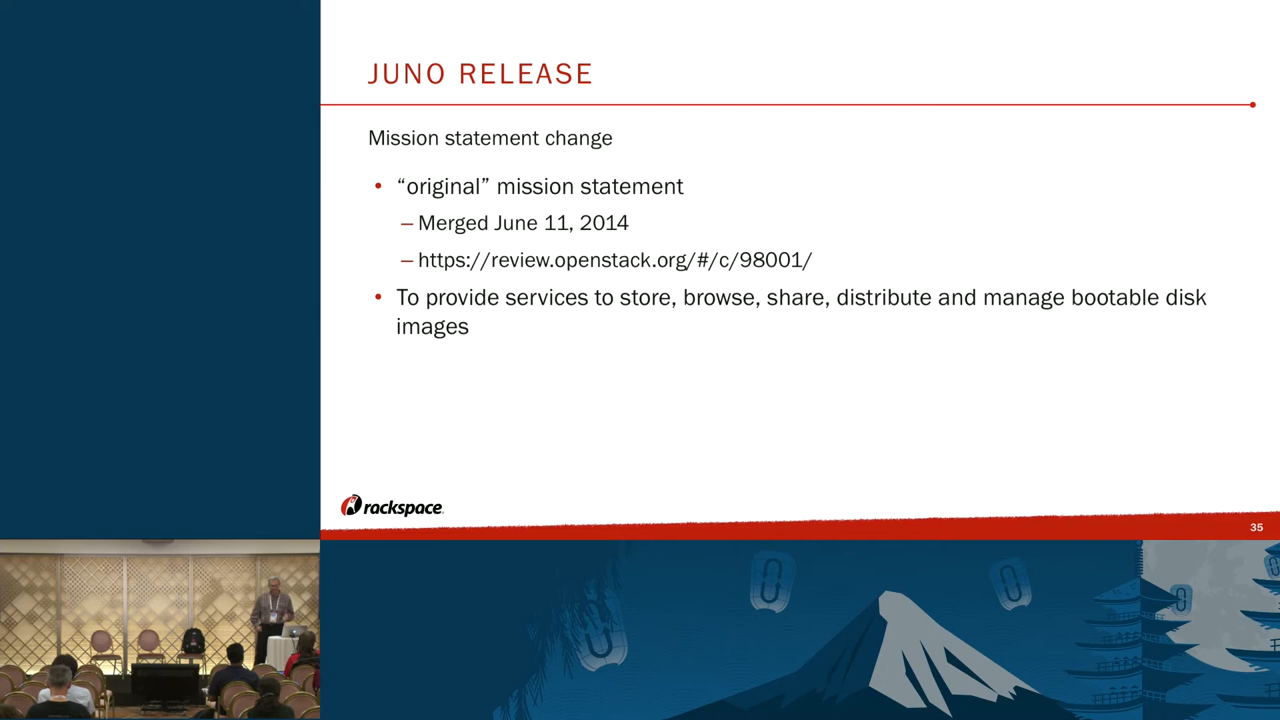 JUNO RELEASE
Mission statement change
• “original” mission statement
– Merged June 11, 2014
– https://review.openstack.org/#/c/98001/
• To provide services to store, browse, share, distribute and manage bootable disk
images
rackspace.
35